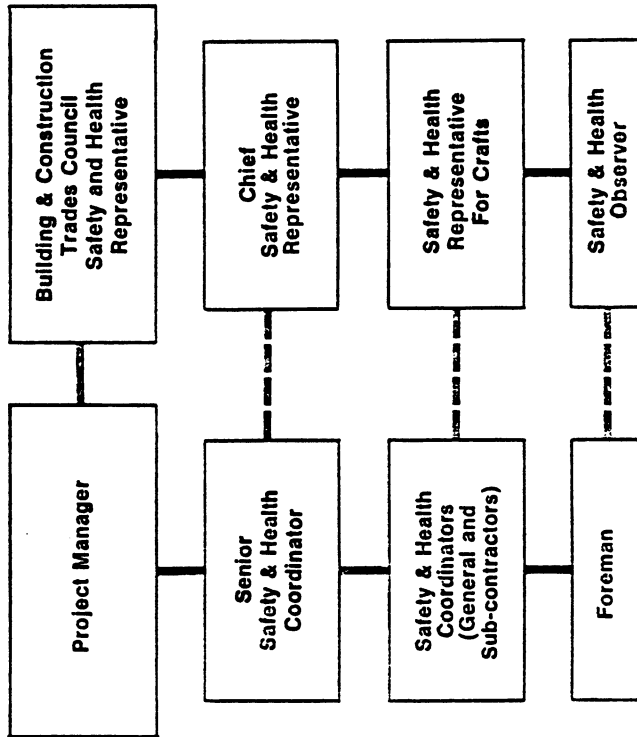 Project Manager
Building & Construction
Trades Council
Safety and Health
Representative
Senior
Safety & Health
Coordinator
Chief
Safety & Health
Representative
Safety & Health
Coordinators
(General and
Sub-contractors)
Safety & Health
Representative
For Crafts
Foreman
Safety & Health
Observor